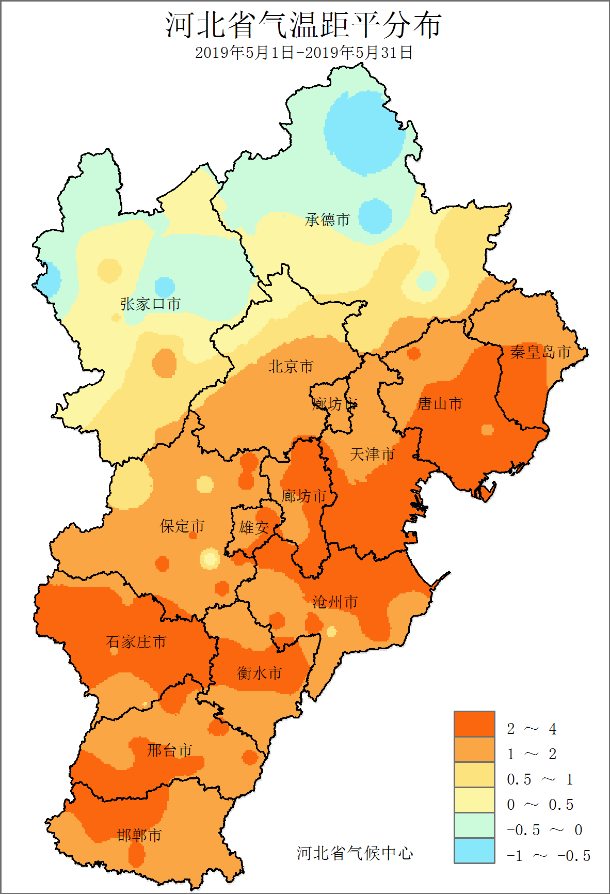 河北省气温距平分布
2019年5月1日-2019年5月31日
承德市
张家口市
秦皇岛市
北京市
廊坊市
唐山市
天津市
廊坊市
保定市
雄安
沧州市
石家庄市
衡水市
邢台市
邯郸市
2 ～ 4
1 ～ 2
0.5 ～ 1
0 ～ 0.5
-0.5 ～ 0
-1 ～ -0.5
河北省气候中心